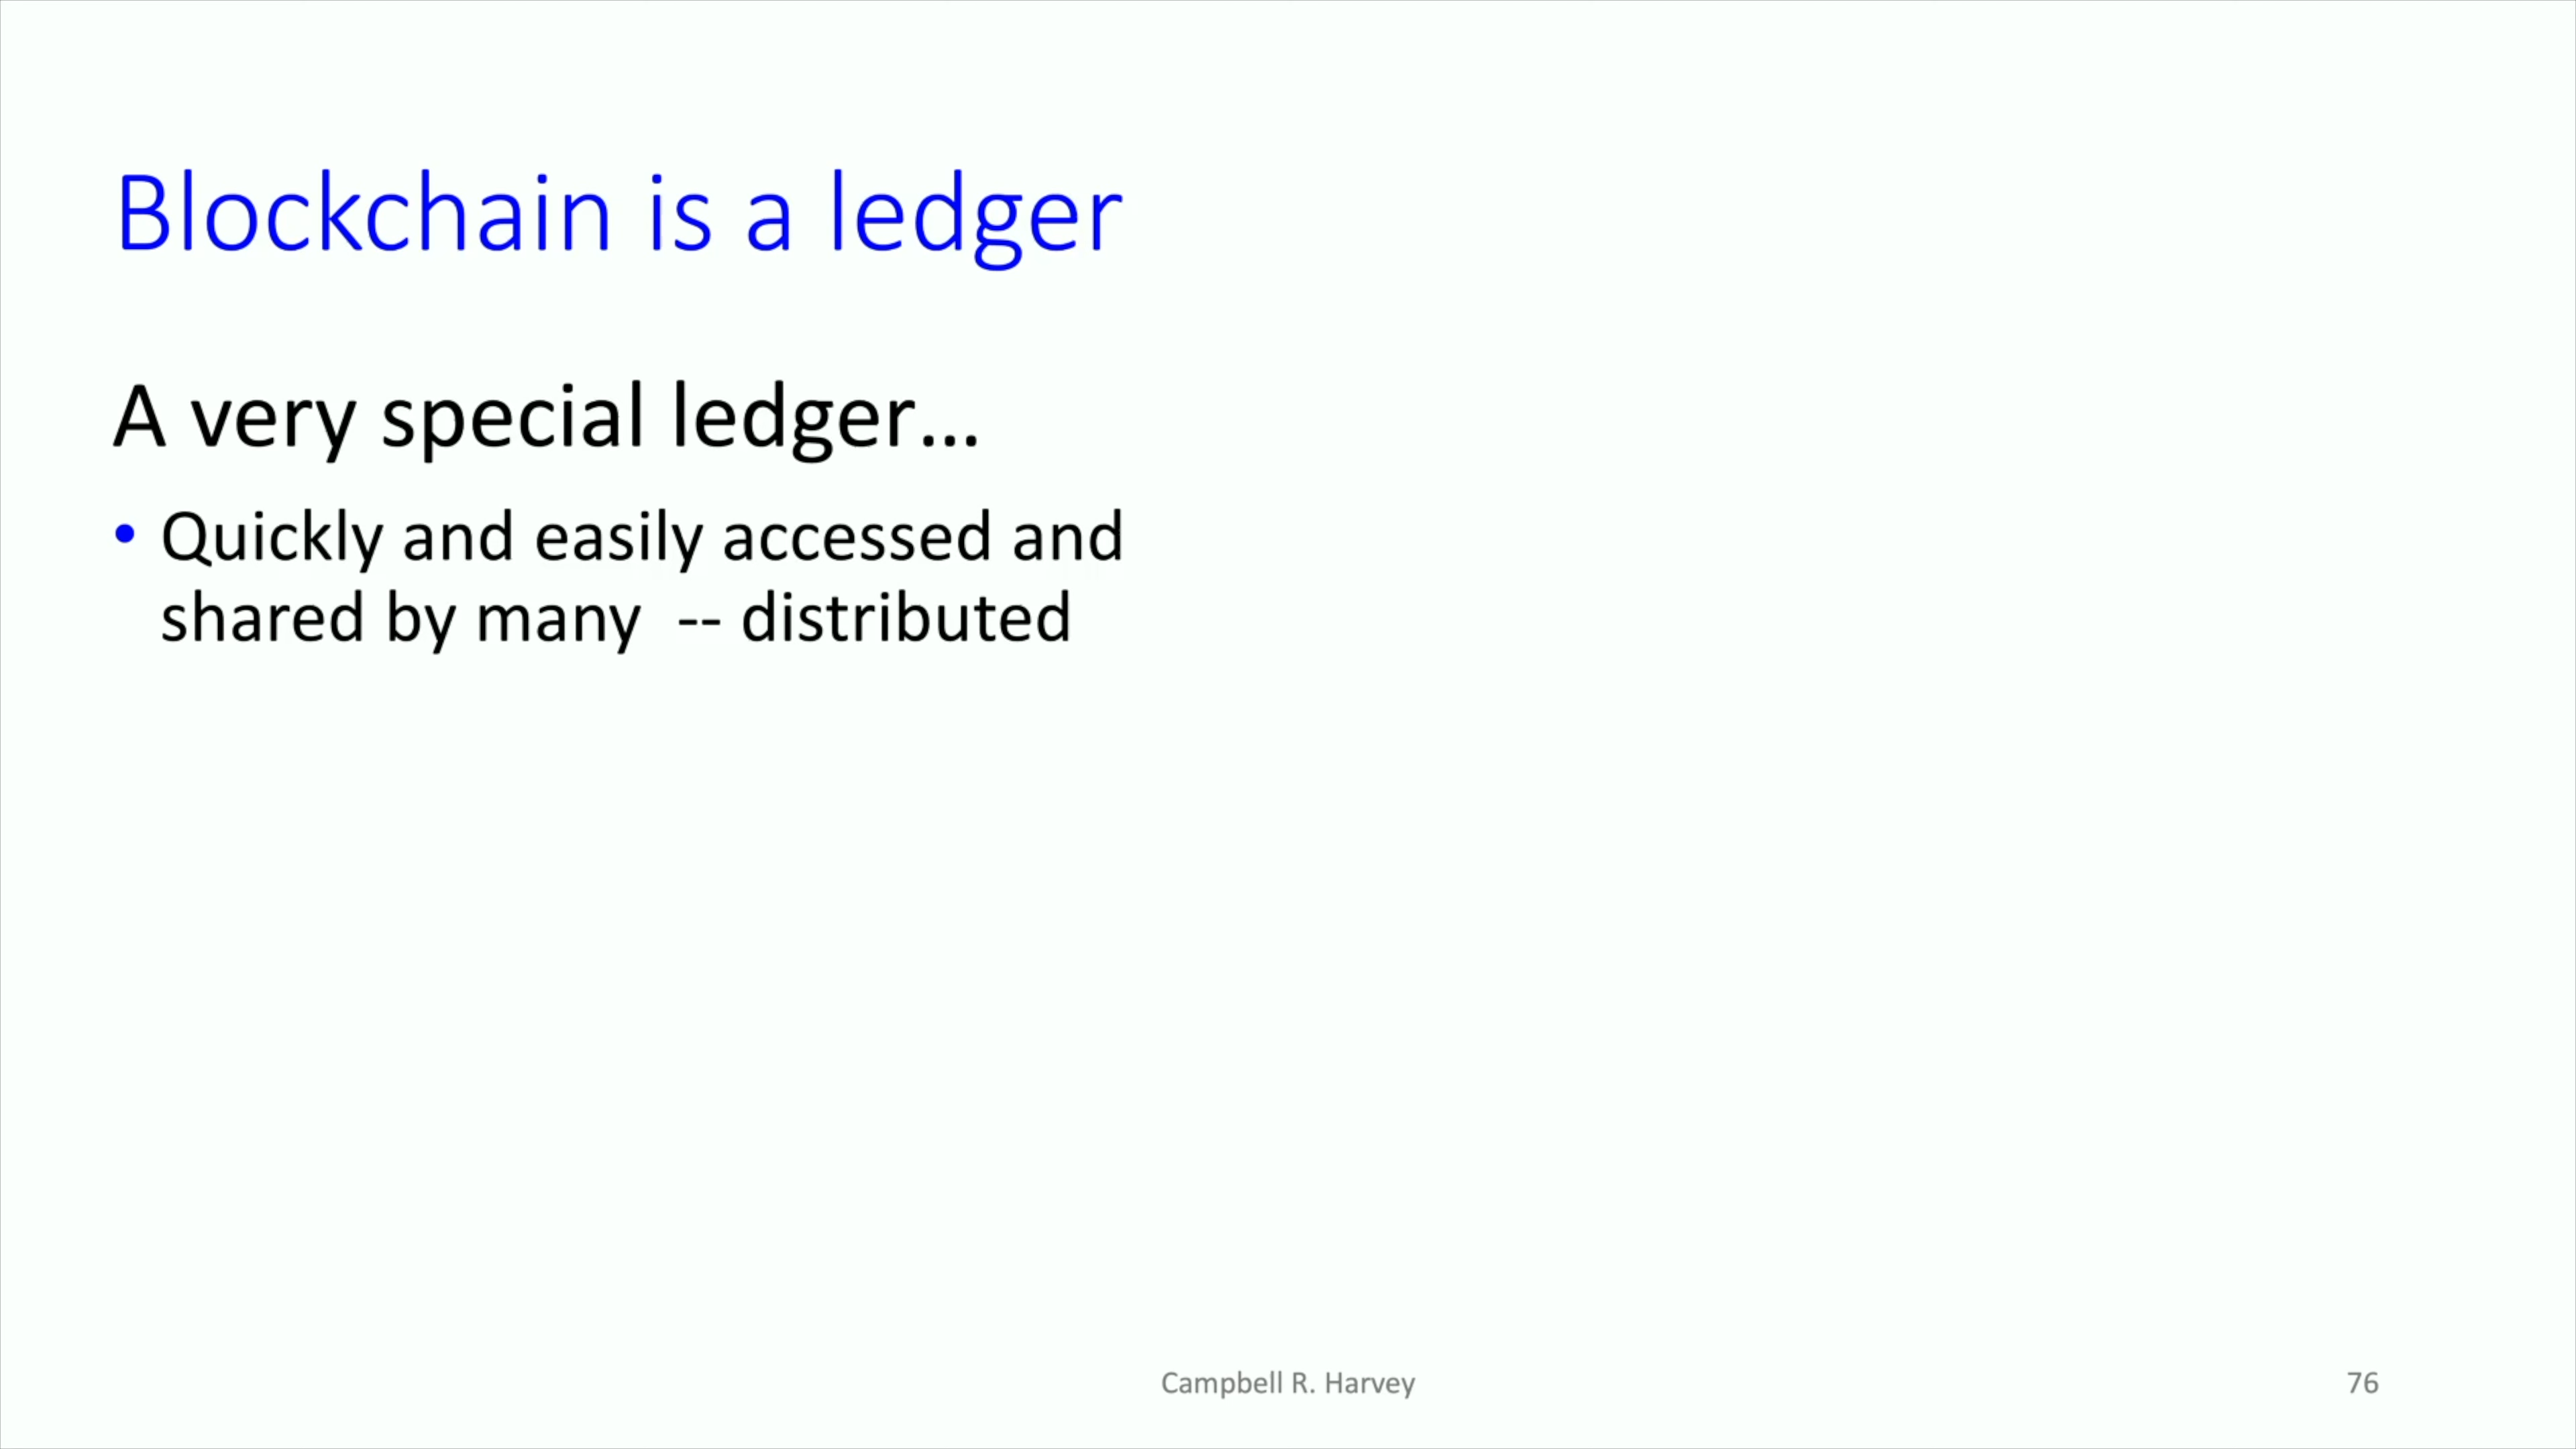 Blockchain is a ledger
A very special ledger...
• Quickly and easily accessed and
shared by many -- distributed
Campbell R. Harvey
76